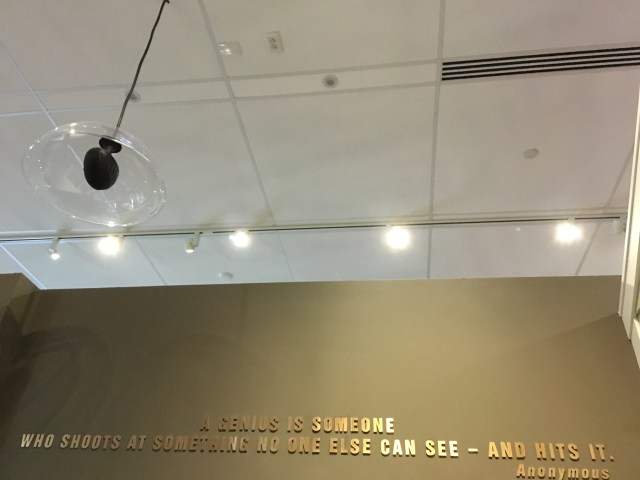 A GENIUS IS SOMEONE
WHO SHOOTS AT SOMETHING NO ONE ELSE CAN SEE – AND HITS IT.
Anonymous